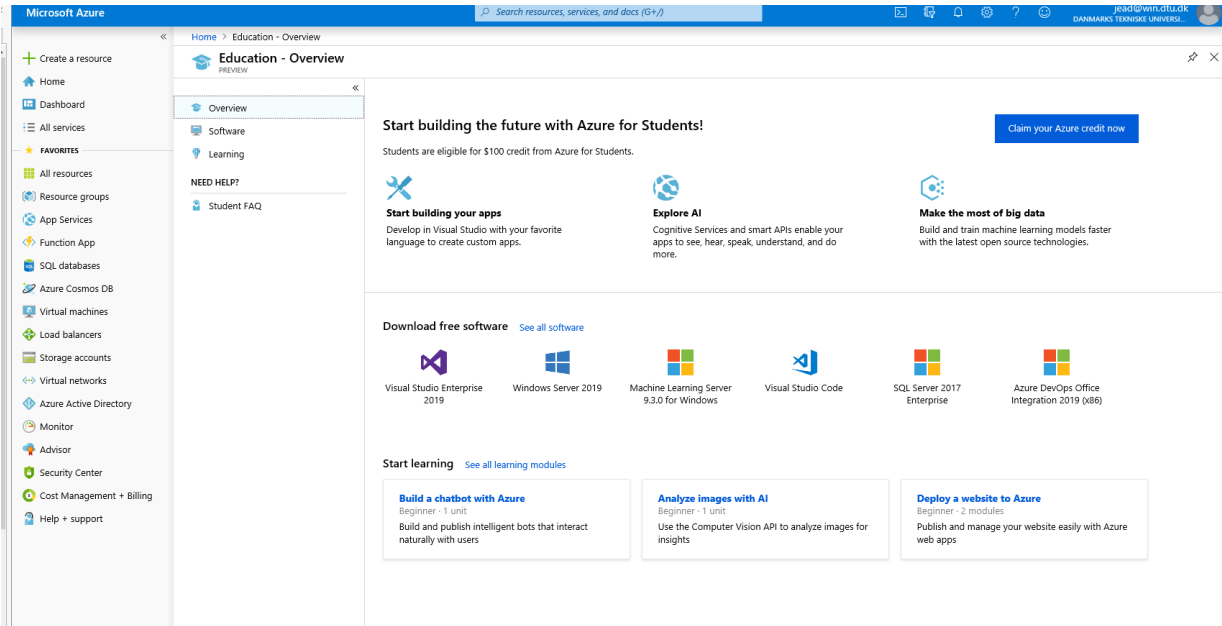 Microsoft Azure
Search resources, services, and docs (G+/)
jead@win.dtu.dk
DANMARKS TEKNISKE UNIVERSI...
Create a resource
Home
Dashboard
All services
FAVORITES
All resources
Resource groups
App Services
Function App
SQL databases
Azure Cosmos DB
Virtual machines
Load balancers
Storage accounts
Virtual networks
Azure Active Directory
Monitor
Advisor
Security Center
Cost Management + Billing
Help + support
Home > Education - Overview
Education - Overview
PREVIEW
Overview
Software
Learning
NEED HELP?
Student FAQ
Start building the future with Azure for Students!
Claim your Azure credit now
Students are eligible for $100 credit from Azure for Students.
Start building your apps
Develop in Visual Studio with your favorite
language to create custom apps.
Explore AI
Cognitive Services and smart APIs enable your
apps to see, hear, speak, understand, and do
more.
Make the most of big data
Build and train machine learning models faster
with the latest open source technologies.
Download free software See all software
Visual Studio Enterprise
2019
Windows Server 2019
Machine Learning Server
9.3.0 for Windows
Visual Studio Code
SQL Server 2017
Enterprise
Azure DevOps Office
Integration 2019 (x86)
Start learning See all learning modules
Build a chatbot with Azure
Beginner · 1 unit
Build and publish intelligent bots that interact
naturally with users
Analyze images with AI
Beginner · 1 unit
Use the Computer Vision API to analyze images for
insights
Deploy a website to Azure
Beginner · 2 modules
Publish and manage your website easily with Azure
web apps